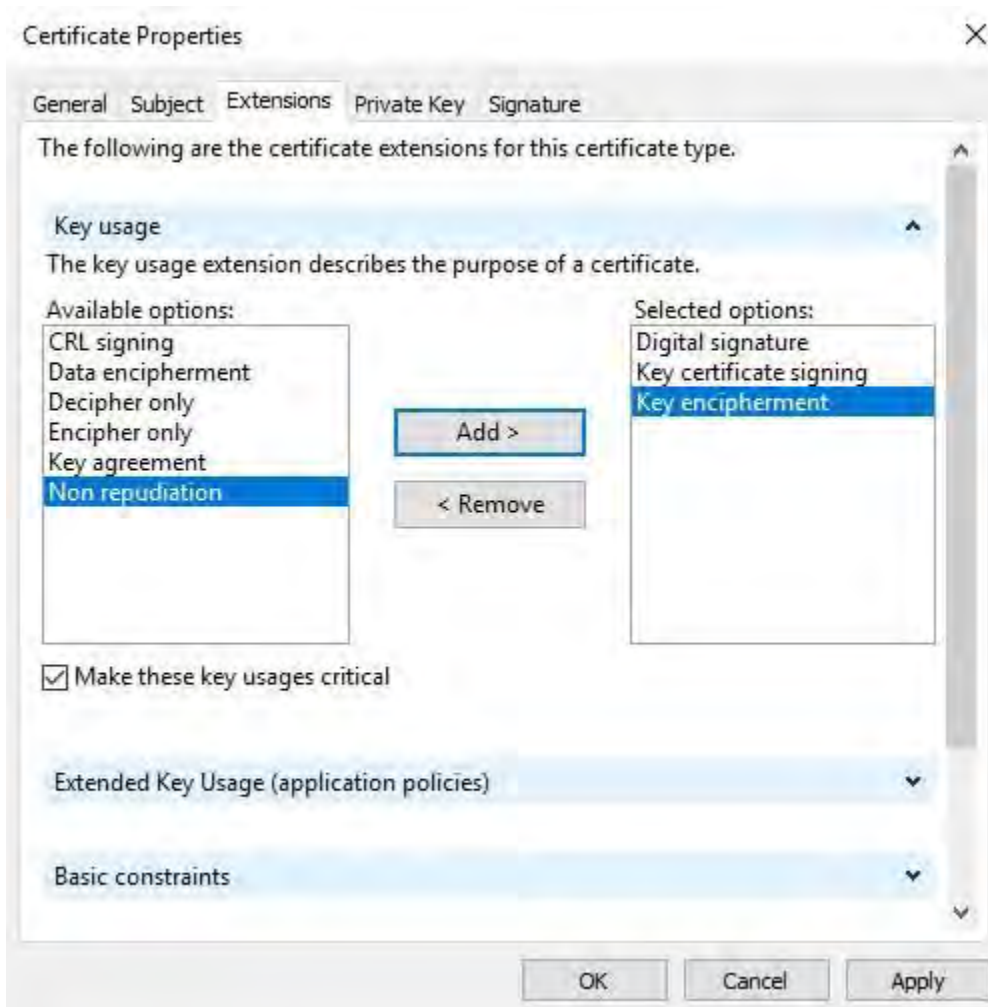 Certificate Properties
General Subject Extensions Private Key Signature
The following are the certificate extensions for this certificate type.
Key usage
The key usage extension describes the purpose of a certificate.
Available options:
CRL signing
Data encipherment
Decipher only
Encipher only
Key agreement
Non repudiation
Add >
< Remove
Selected options:
Digital signature
Key certificate signing
Key encipherment
Make these key usages critical
Extended Key Usage (application policies)
Basic constraints
OK Cancel Apply